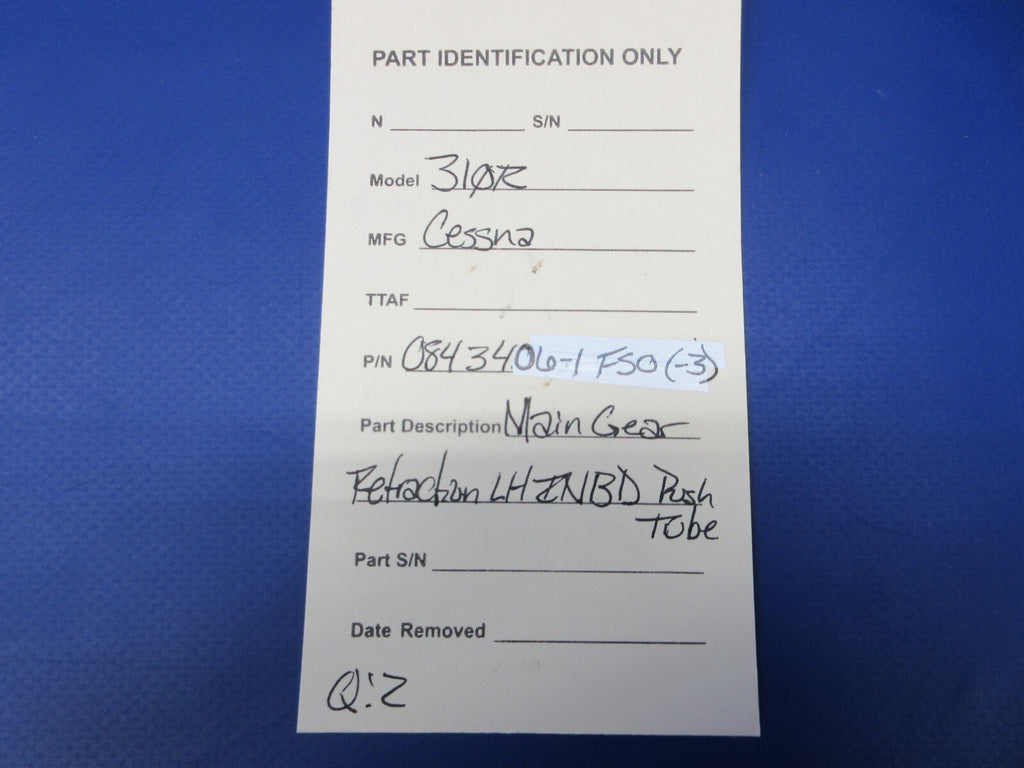 PART IDENTIFICATION ONLY
N S/N
Model 310R
MFG Cessna
TTAF
P/N 0843406-1 FSO (-3)
Part Description Main Gear
Retraction LH INBD Push
Tube
Part S/N
Date Removed
Q:2